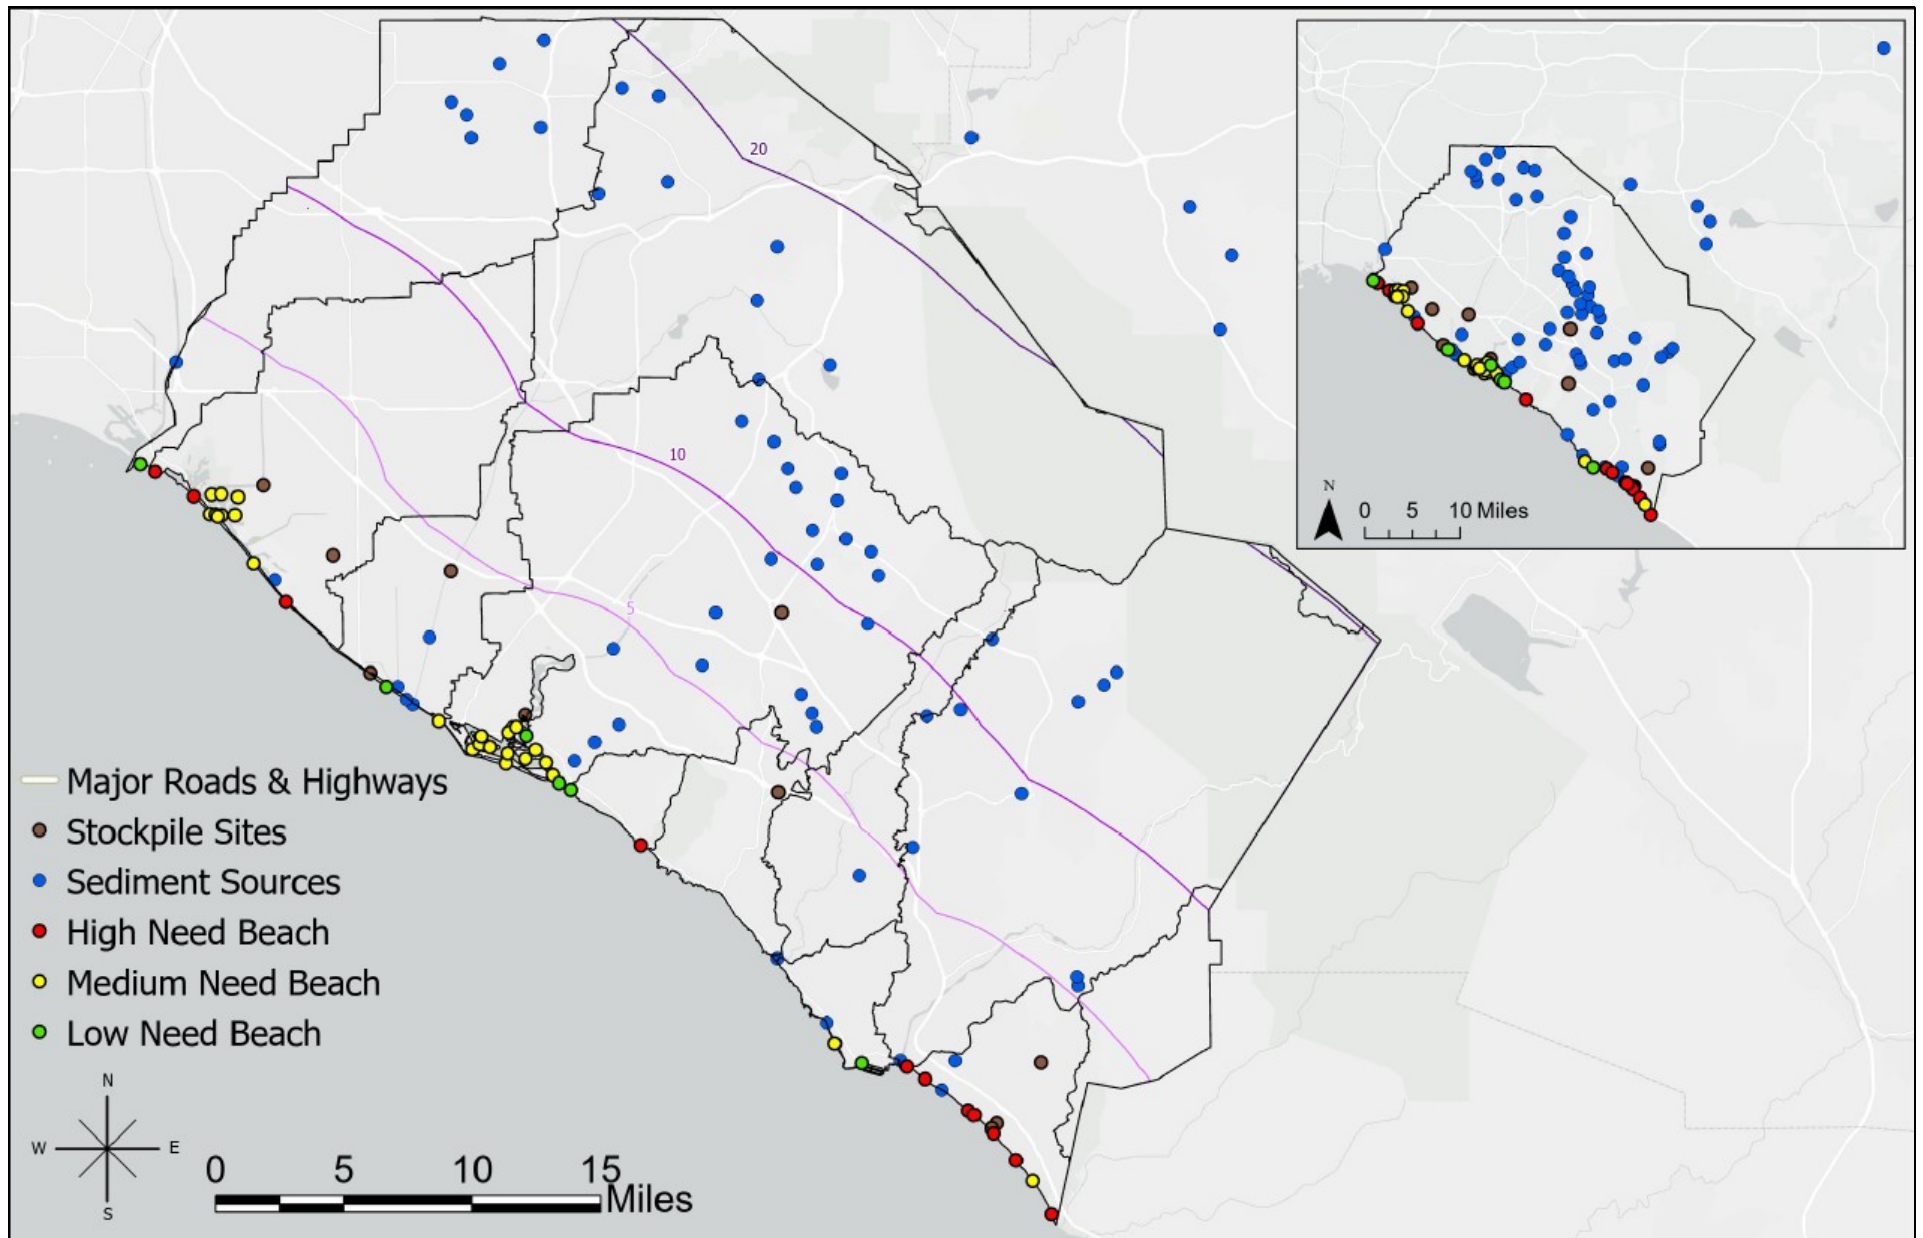 20
10
5
N
0 5 10 Miles
Major Roads & Highways
Stockpile Sites
Sediment Sources
High Need Beach
Medium Need Beach
Low Need Beach
N
W E
S
0 5 10 15
Miles